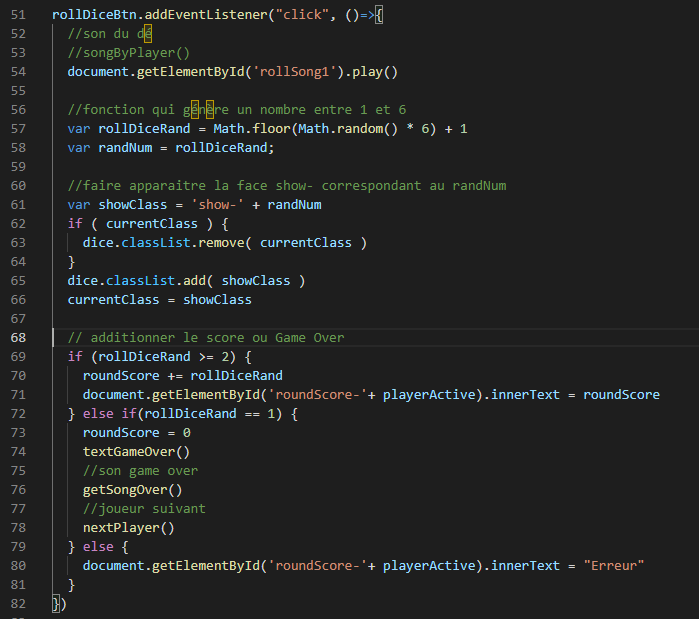 51 rollDiceBtn.addEventListener("click", ()=>{
52 //son du dé
53 //songByPlayer()
54 document.getElementById('rollSong1').play()
55
56 //fonction qui génère un nombre entre 1 et 6
57 var rollDiceRand = Math.floor(Math.random() * 6) + 1
58 var randNum = rollDiceRand;
59
60 //faire apparaitre la face show- correspondant au randNum
61 var showClass = 'show-' + randNum
62 if ( currentClass ) {
63 dice.classList.remove( currentClass )
64 }
65 dice.classList.add( showClass )
66 currentClass = showClass
67
68 // additionner le score ou Game Over
69 if (rollDiceRand >= 2) {
70 roundScore += rollDiceRand
71 document.getElementById('roundScore-'+ playerActive).innerText = roundScore
72 } else if(rollDiceRand == 1) {
73 roundScore = 0
74 textGameOver()
75 //son game over
76 getSongOver()
77 //joueur suivant
78 nextPlayer()
79 } else {
80 document.getElementById('roundScore-'+ playerActive).innerText = "Erreur"
81 }
82 })